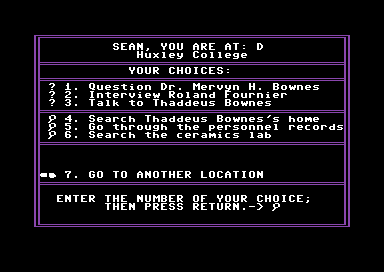 SEAN, YOU ARE AT: D
Huxley College
YOUR CHOICES:
? 1. Question Dr. Mervyn H. Bownes
? 2. Interview Roland Fournier
? 3. Talk to Thaddeus Bownes
4. Search Thaddeus Bownes's home
5. Go through the personnel records
6. Search the ceramics lab
7. GO TO ANOTHER LOCATION
ENTER THE NUMBER OF YOUR CHOICE;
THEN PRESS RETURN.->